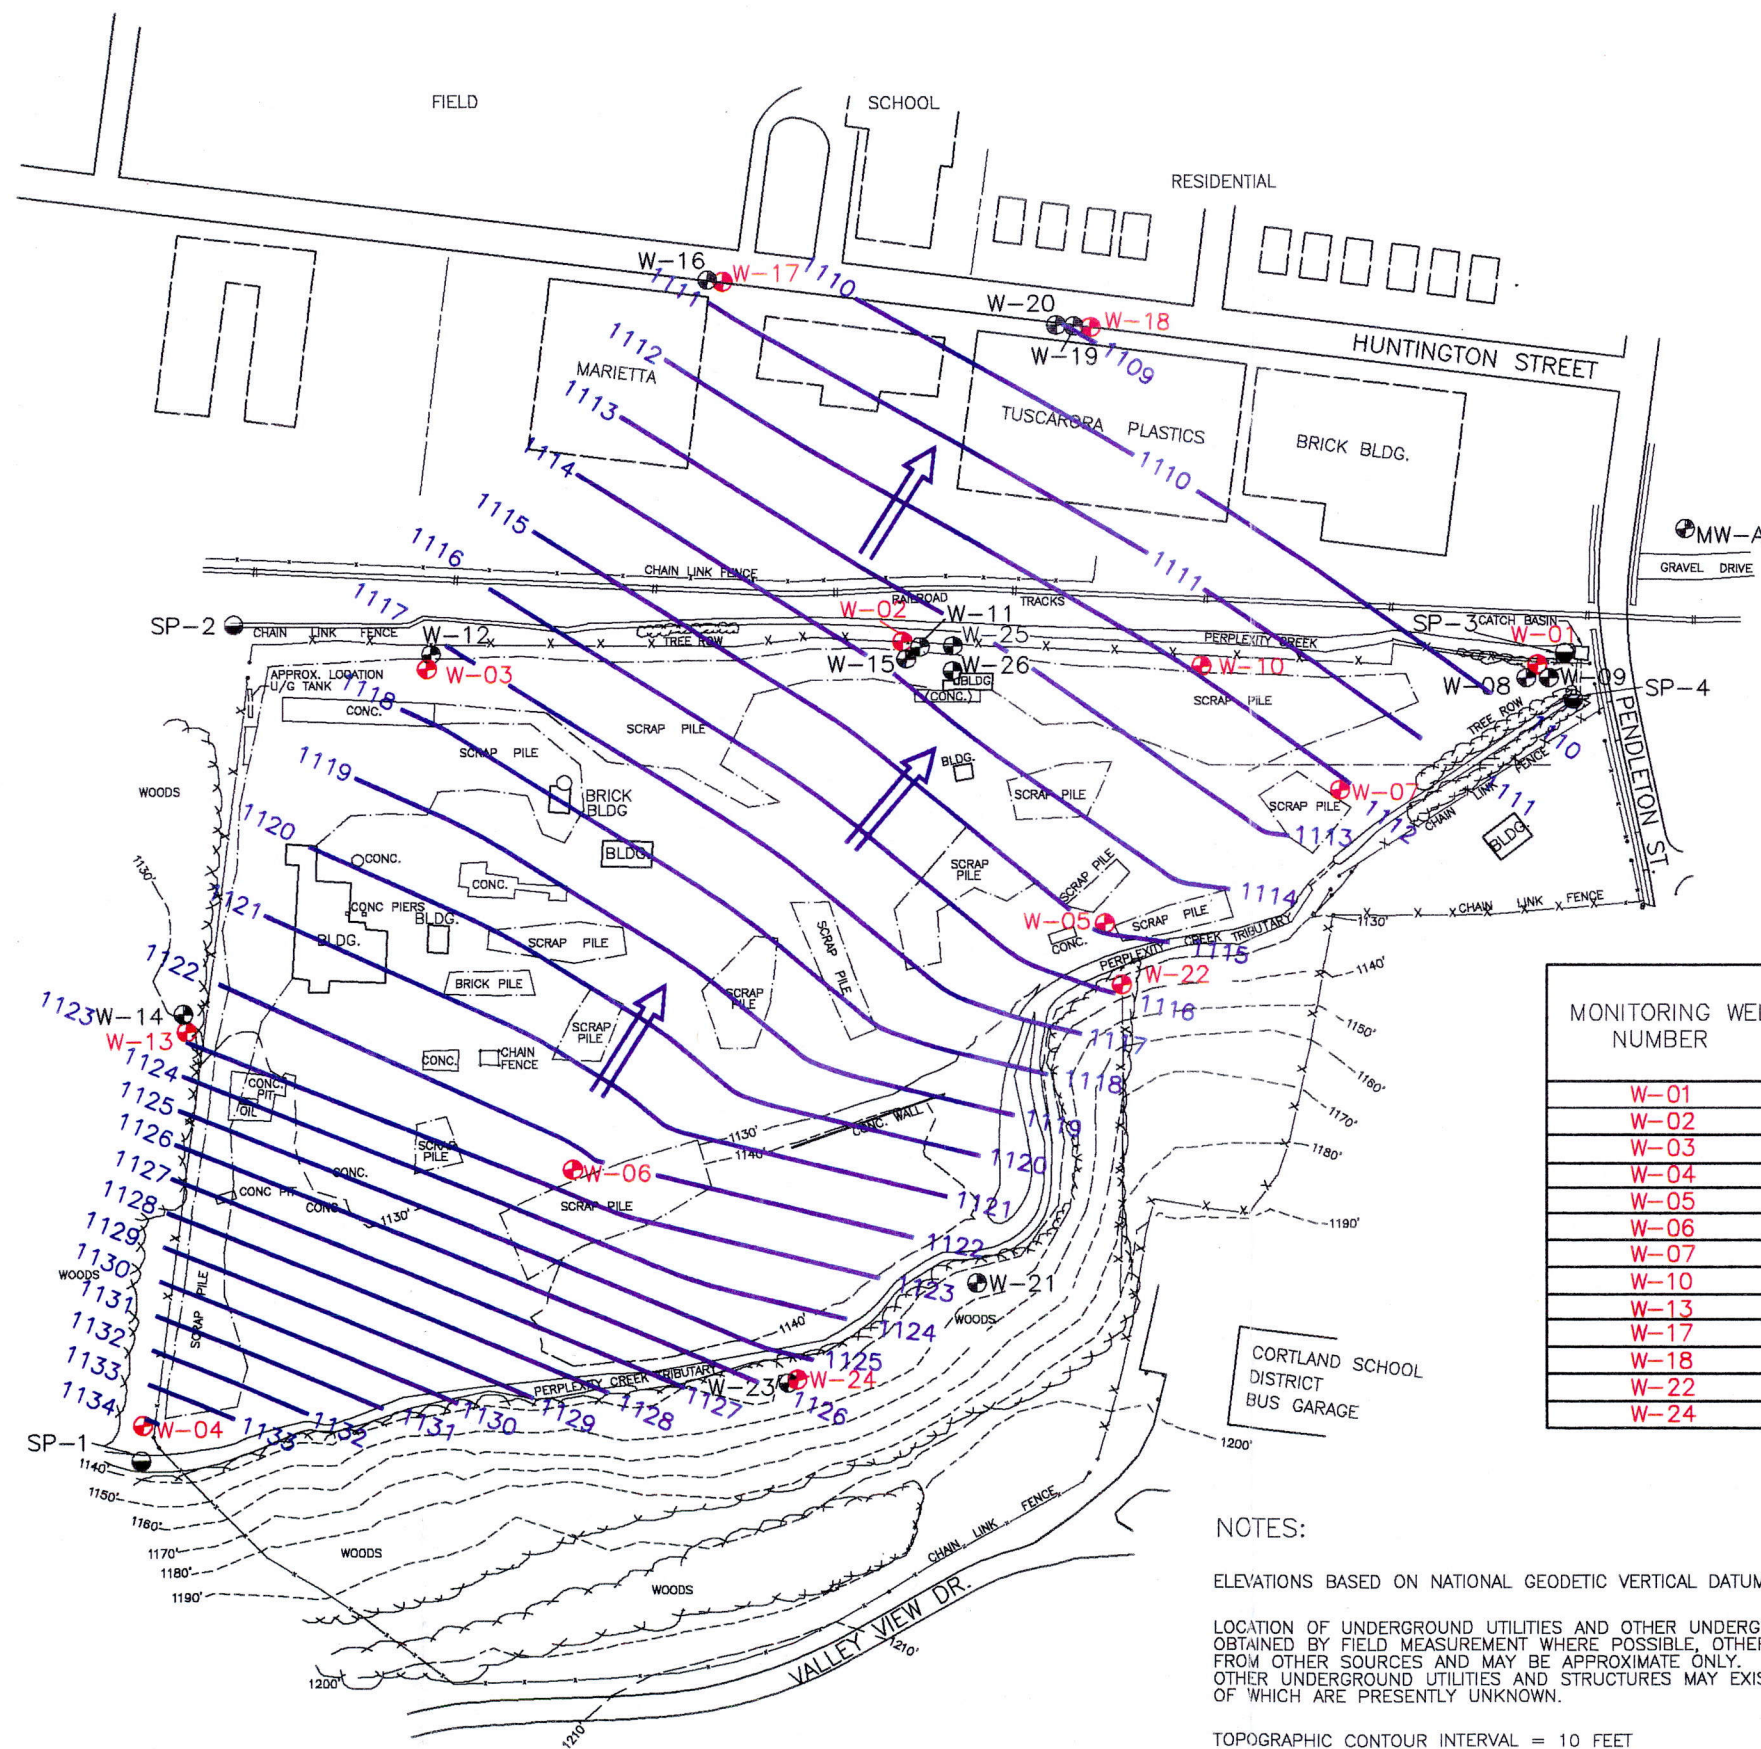 FIELD
SCHOOL
RESIDENTIAL
W-16
W-17
1110
1111
W-20
W-18
W-19
1109
HUNTINGTON STREET
1112
MARIETTA
1113
TUSCARORA PLASTICS
BRICK BLDG.
1114
1110
1115
1116
CHAIN LINK FENCE
MW-A
1111
GRAVEL DRIVE
1117
RAILROAD TRACKS
W-02
W-11
SP-2
CHAIN LINK FENCE
W-12
TREE ROW
W-25
PERPLEXITY CREEK
SP-3
CATCH BASIN
W-01
W-15
W-26
W-10
W-03
APPROX. LOCATION
U/G TANK
BLDG
(CONC.)
W-08
W-09
SP-4
1118
CONC.
SCRAP PILE
SCRAP PILE
SCRAP PILE
TREE ROW
PENDLETON ST.
1110
1119
WOODS
BRICK
BLDG
BLDG.
SCRAP PILE
SCRAP PILE
W-07
CHAIN LINK FENCE
1111
1112
1113
BLDG.
1120
CONC.
BLDG.
CONC.
SCRAP
PILE
SCRAP PILE
1114
1130'
1121
CONC PIERS
BLDG.
BLDG.
SCRAP PILE
SCRAP PILE
W-05
CONC.
SCRAP PILE
PERPLEXITY CREEK TRIBUTARY
1115
CHAIN LINK FENCE
1130'
1140'
1122
BRICK PILE
SCRAP
PILE
W-22
1116
1123
W-14
W-13
SCRAP
PILE
1150'
1117
1124
CONC.
CHAIN
FENCE
CONC.
PIT
OIL
1118
1160'
1125
1119
1170'
1126
SCRAP
PILE
1130'
1140'
CONC. WALL
1120
1180'
1127
CONC.
W-06
1128
CONC PIT
CONC.
1130'
SCRAP PILE
1121
1190'
1129
1122
1130
WOODS
1123
W-21
1131
SCRAP PILE
1140'
1124
WOODS
1132
1125
1133
PERPLEXITY CREEK TRIBUTARY
W-23
W-24
1134
W-04
1133
1132
1131
1130
1129
1128
1127
1126
CORTLAND SCHOOL
DISTRICT
BUS GARAGE
SP-1
1140'
1150'
1160'
1170'
1180'
1190'
1200'
WOODS
WOODS
CHAIN LINK FENCE
VALLEY VIEW DR.
1210'
1200'
1210'
MONITORING WEL
NUMBER
W-01
W-02
W-03
W-04
W-05
W-06
W-07
W-10
W-13
W-17
W-18
W-22
W-24
NOTES:
ELEVATIONS BASED ON NATIONAL GEODETIC VERTICAL DATUM
LOCATION OF UNDERGROUND UTILITIES AND OTHER UNDERG
OBTAINED BY FIELD MEASUREMENT WHERE POSSIBLE, OTHE
FROM OTHER SOURCES AND MAY BE APPROXIMATE ONLY.
OTHER UNDERGROUND UTILITIES AND STRUCTURES MAY EXIS
OF WHICH ARE PRESENTLY UNKNOWN.
TOPOGRAPHIC CONTOUR INTERVAL = 10 FEET